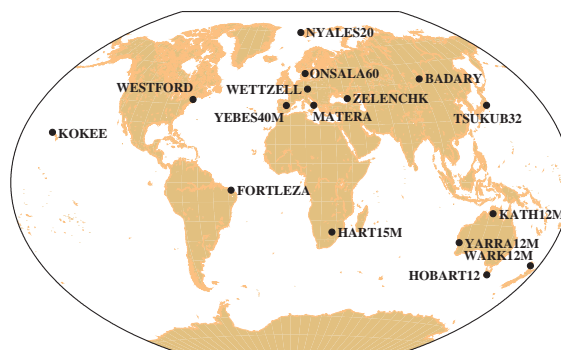 NYALES20
ONSALA60
BADARY
WETTZELL
WESTFORD
ZELENCHK
YEBES40M
MATERA
TSUKUB32
KOKEE
FORTLEZA
KATH12M
HART15M
YARRA12M
WARK12M
HOBART12